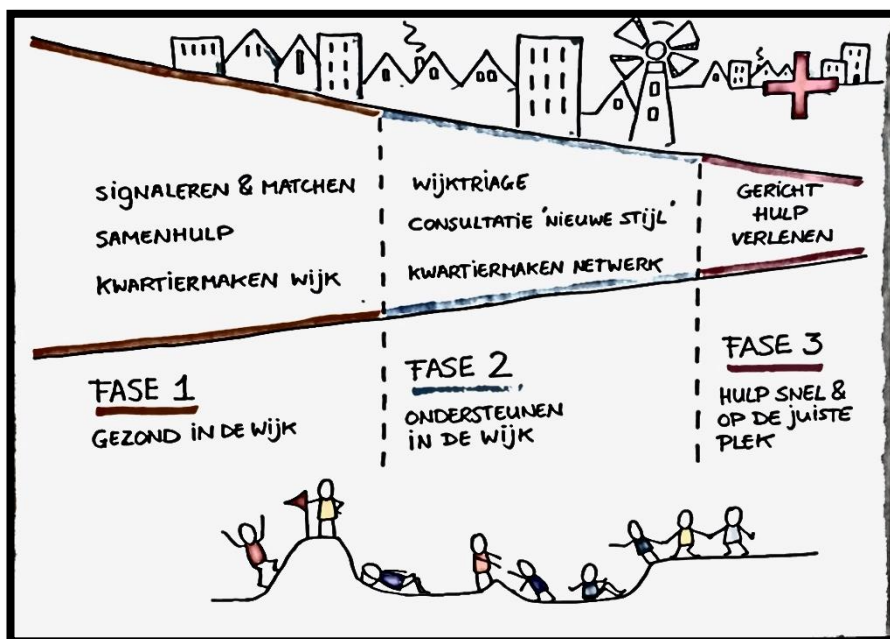 SIGNALEREN & MATCHEN
SAMENHULP
KWARTIERMAKEN WIJK
WIJKTRIAGE
CONSULTATIE 'NIEUWE STIJL'
KWARTIERMAKEN NETWERK
GERICHT
HULP
VERLENEN
FASE 1
GEZOND IN DE WIJK
FASE 2
ONDERSTEUNEN
IN DE WIJK
FASE 3
HULP SNEL &
OP DE JUISTE
PLEK